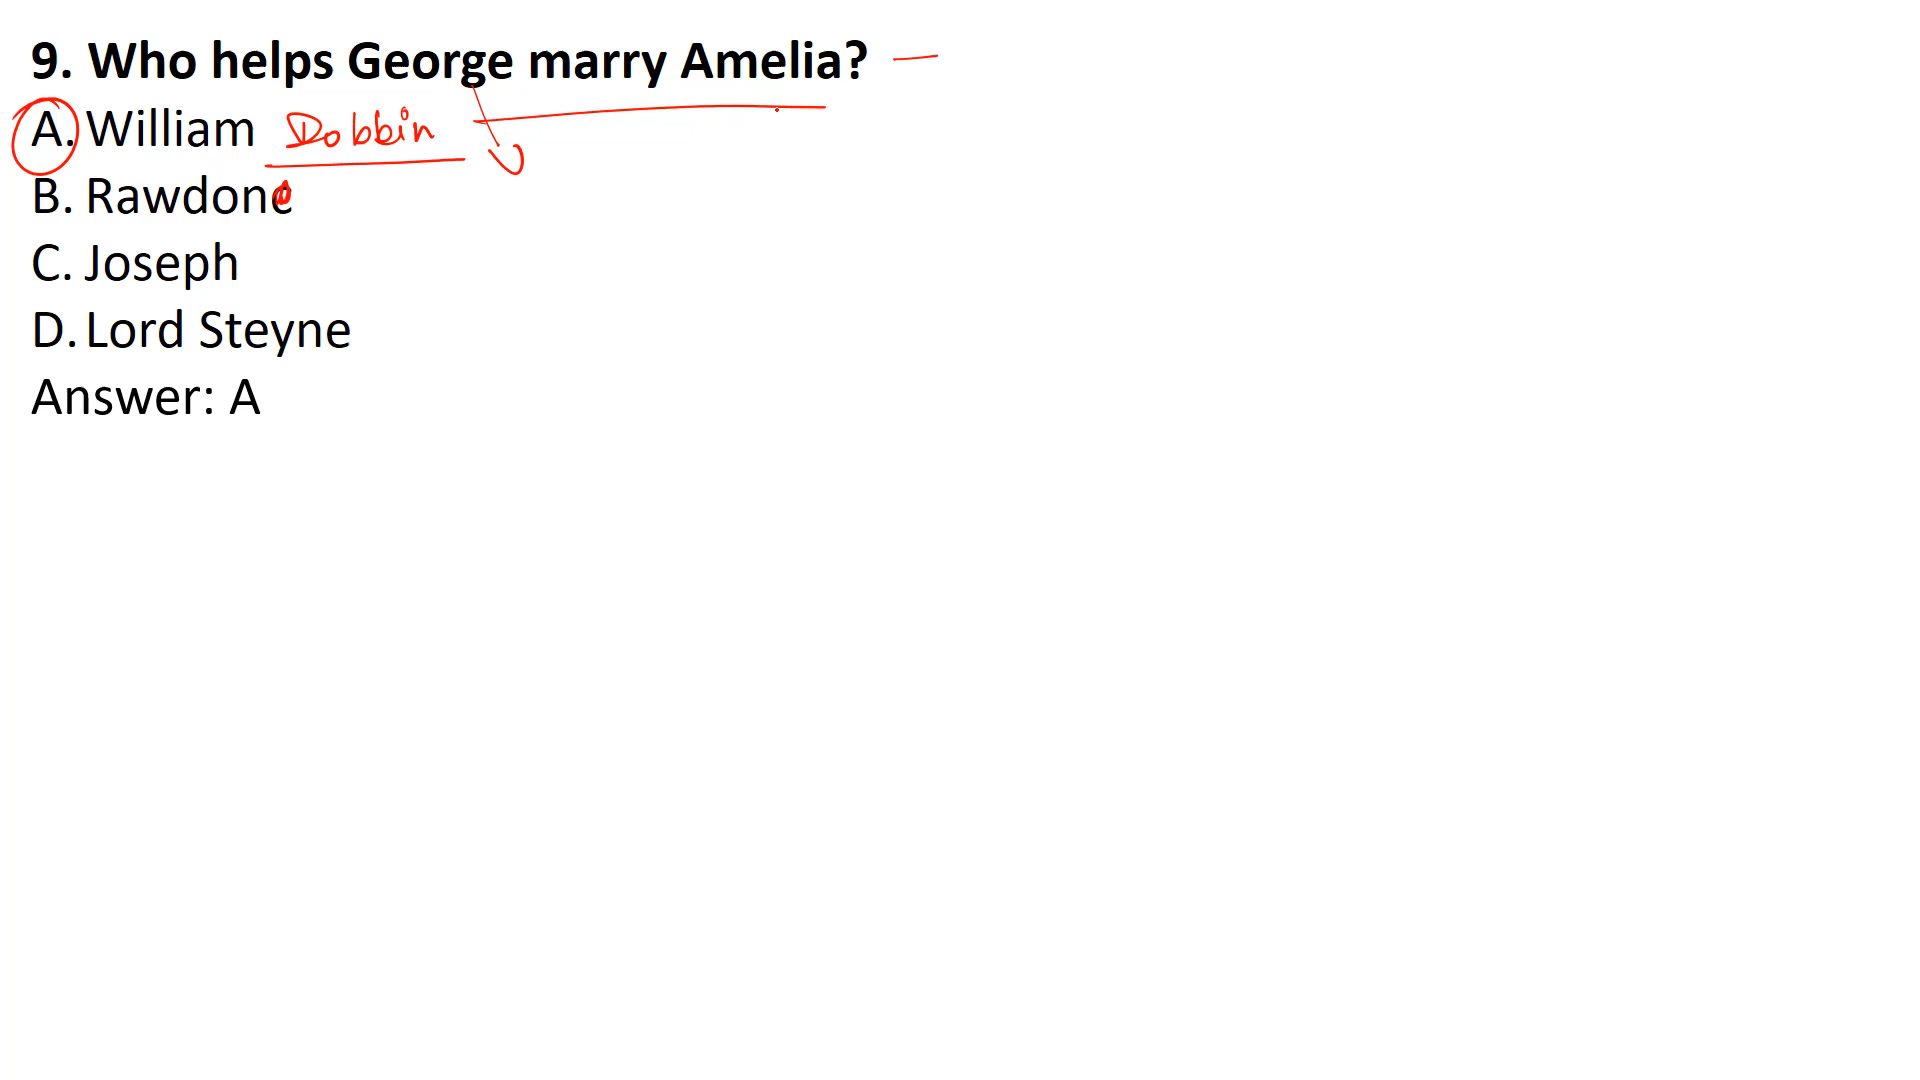 9. Who helps George marry Amelia?
A. William Dobbin
B. Rawdone
C. Joseph
D. Lord Steyne
Answer: A